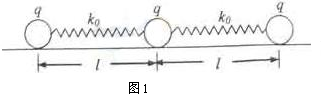 q q q
k₀ k₀
l l
图1